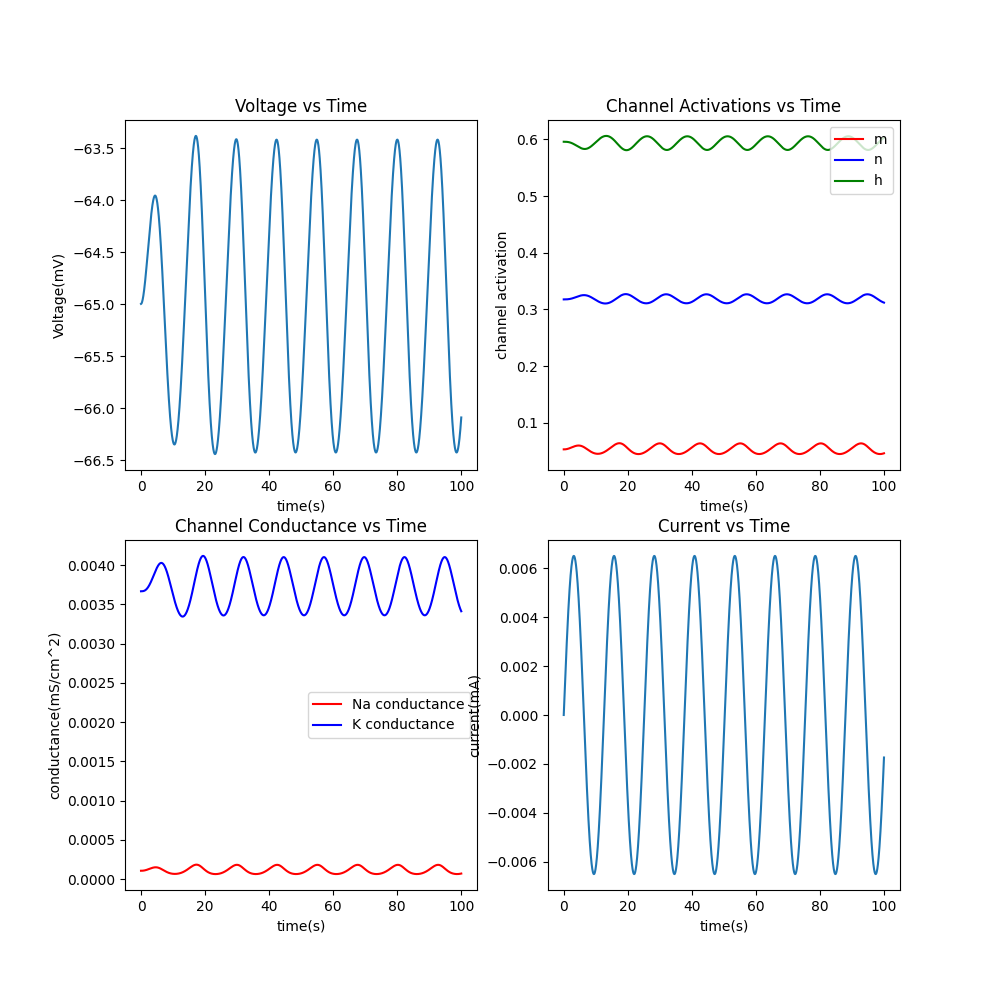 Voltage vs Time
Voltage(mV)
−63.5
−64.0
−64.5
−65.0
−65.5
−66.0
−66.5
0 20 40 60 80 100
time(s)
Channel Activations vs Time
channel activation
0.6
0.5
0.4
0.3
0.2
0.1
m
n
h
0 20 40 60 80 100
time(s)
Channel Conductance vs Time
conductance(mS/cm^2)
0.0040
0.0035
0.0030
0.0025
0.0020
0.0015
0.0010
0.0005
0.0000
Na conductance
K conductance
0 20 40 60 80 100
time(s)
Current vs Time
current(mA)
0.006
0.004
0.002
0.000
−0.002
−0.004
−0.006
0 20 40 60 80 100
time(s)